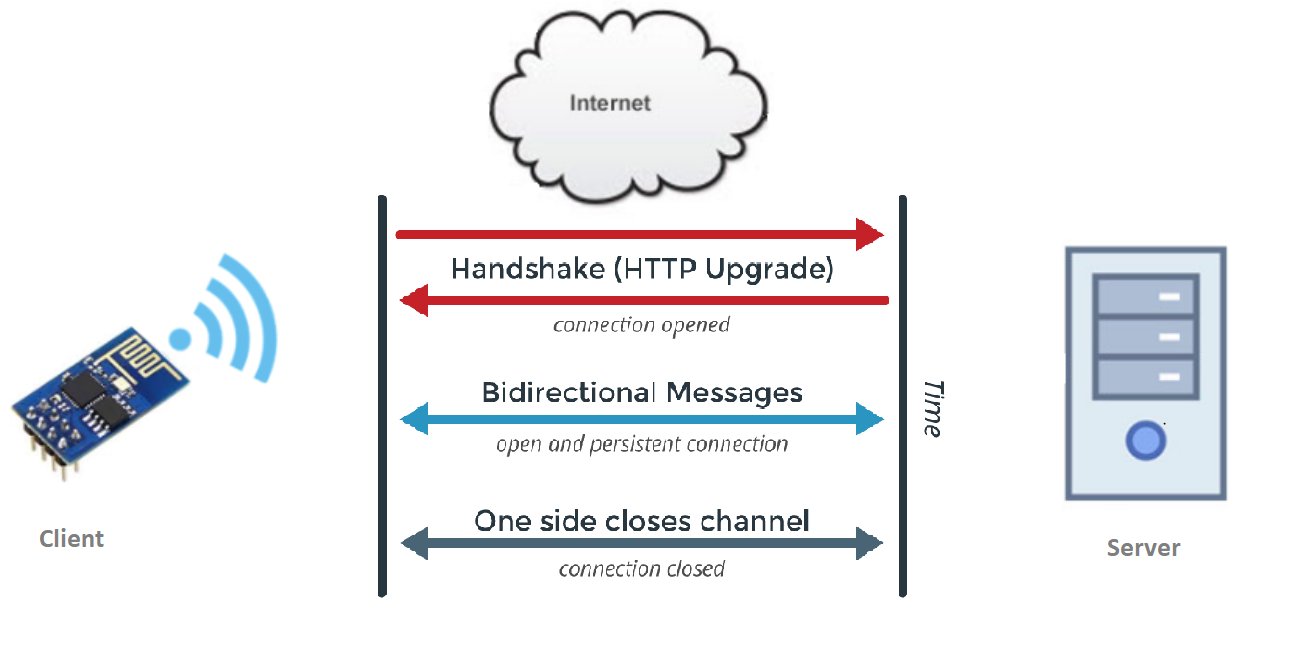 Internet
Handshake (HTTP Upgrade)
connection opened
Bidirectional Messages
open and persistent connection
Time
One side closes channel
connection closed
Client
Server